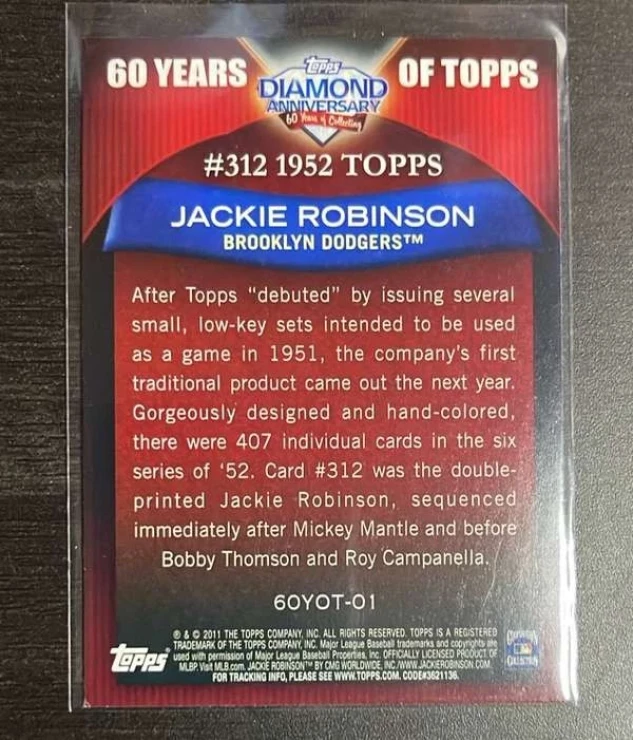 60 YEARS OF TOPPS
Topps
DIAMOND
ANNIVERSARY
60 Years of Collecting
#312 1952 TOPPS
JACKIE ROBINSON
BROOKLYN DODGERS™
After Topps “debuted” by issuing several
small, low-key sets intended to be used
as a game in 1951, the company's first
traditional product came out the next year.
Gorgeously designed and hand-colored,
there were 407 individual cards in the six
series of '52. Card #312 was the double-
printed Jackie Robinson, sequenced
immediately after Mickey Mantle and before
Bobby Thomson and Roy Campanella.
60YOT-01
® & © 2011 THE TOPPS COMPANY, INC. ALL RIGHTS RESERVED. TOPPS IS A REGISTERED
TRADEMARK OF THE TOPPS COMPANY, INC. Major League Baseball trademarks and copyrights are
used with permission of Major League Baseball Properties, Inc. OFFICIALLY LICENSED PRODUCT OF
MLBP Visit MLB.com. JACKIE ROBINSON™ BY CMG WORLDWIDE, INC./WWW.JACKIEROBINSON.COM
FOR TRACKING INFO, PLEASE SEE WWW.TOPPS.COM. CODE#3621136.
Topps